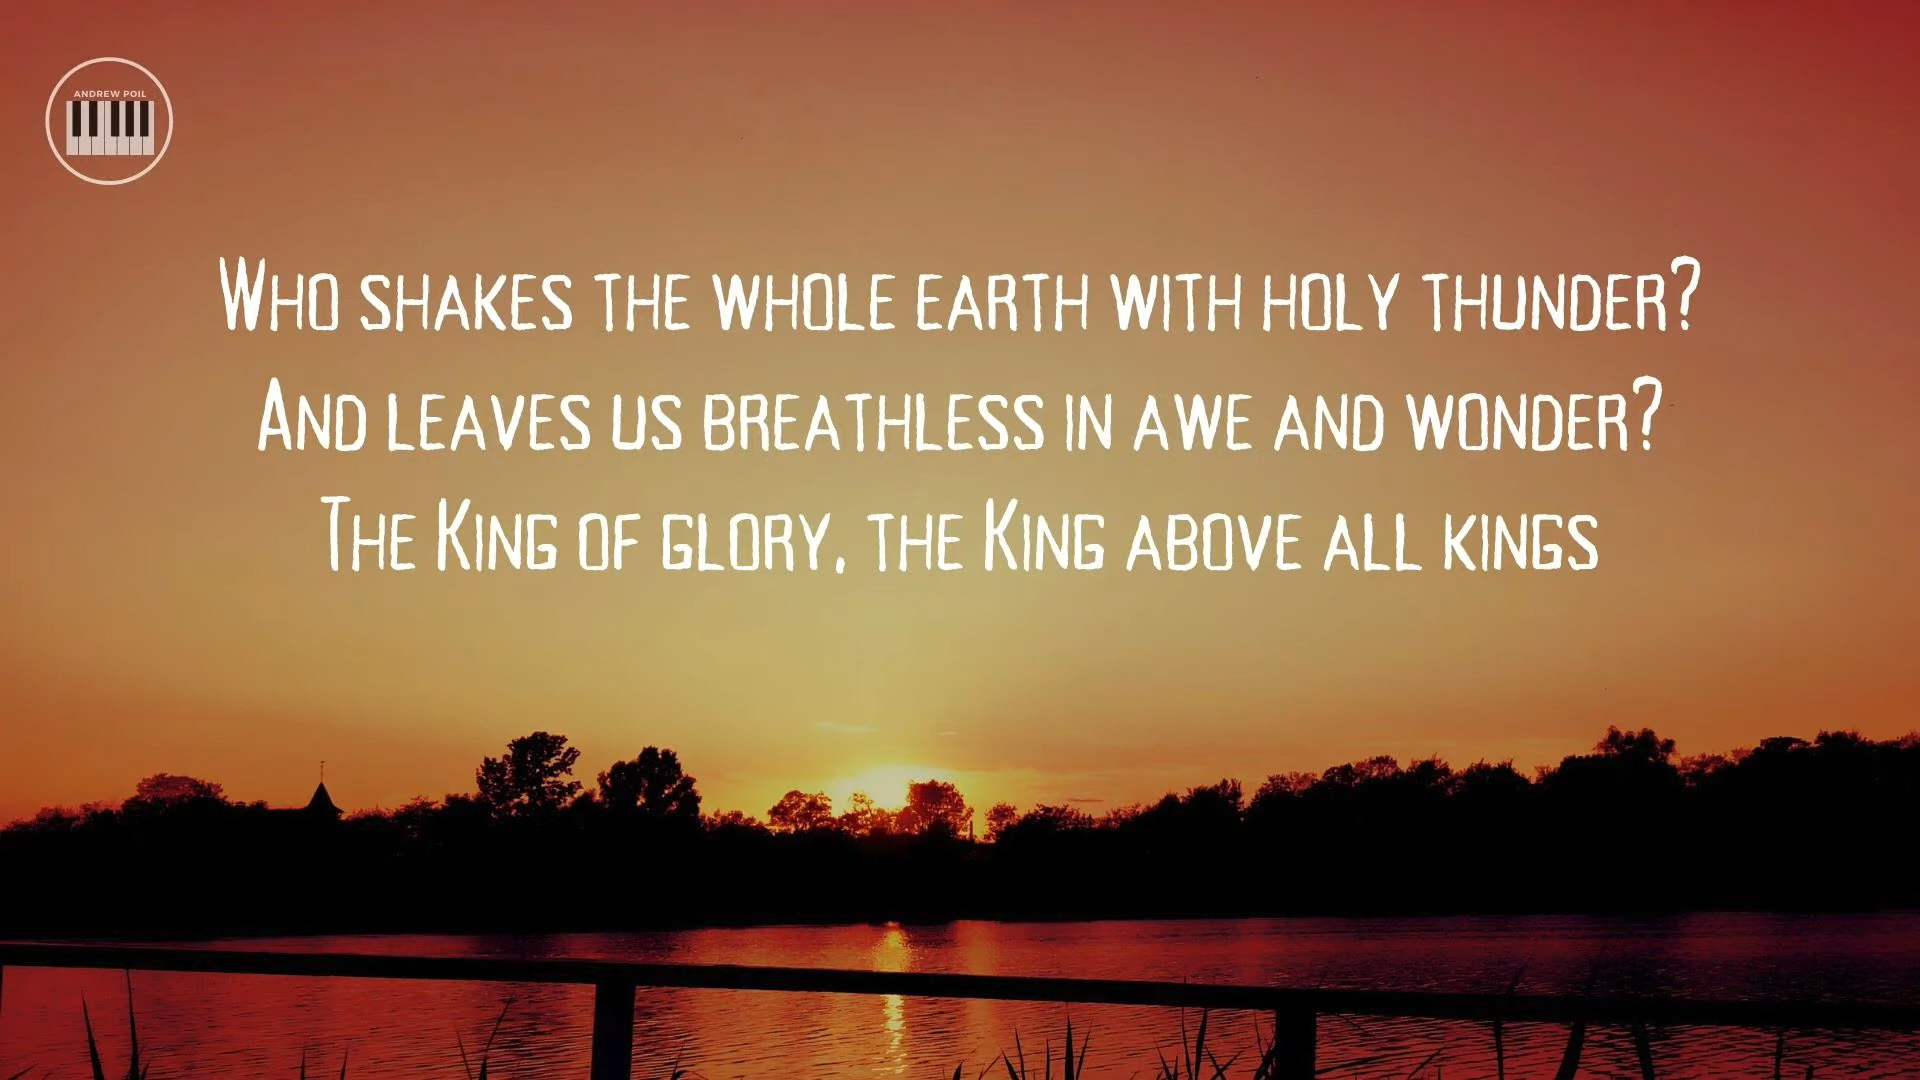 ANDREW POIL
Who shakes the whole earth with holy thunder?
And leaves us breathless in awe and wonder?
The King of glory, the King above all kings